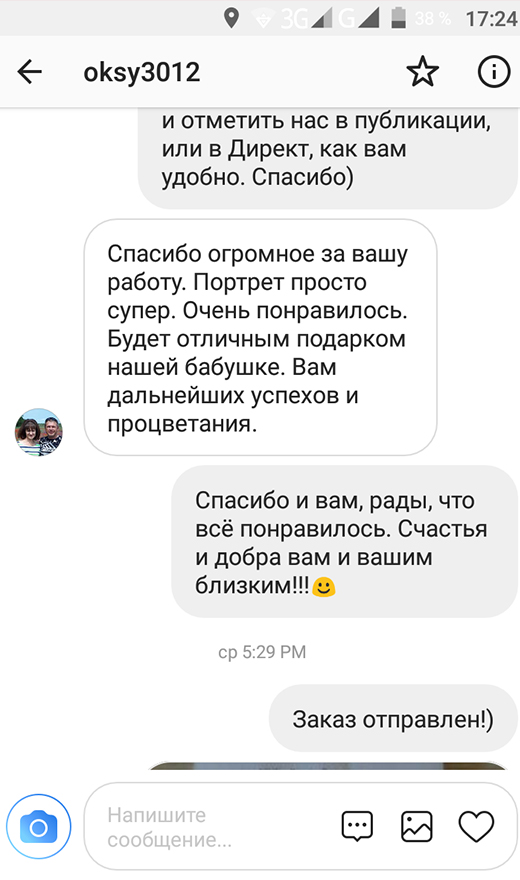 3G G 38 % 17:24
oksy3012
и отметить нас в публикации,
или в Директ, как вам
удобно. Спасибо)
Спасибо огромное за вашу
работу. Портрет просто
супер. Очень понравилось.
Будет отличным подарком
нашей бабушке. Вам
дальнейших успехов и
процветания.
Спасибо и вам, рады, что
всё понравилось. Счастья
и добра вам и вашим
близким!!!🙂
ср 5:29 PM
Заказ отправлен!)
Напишите
сообщение...